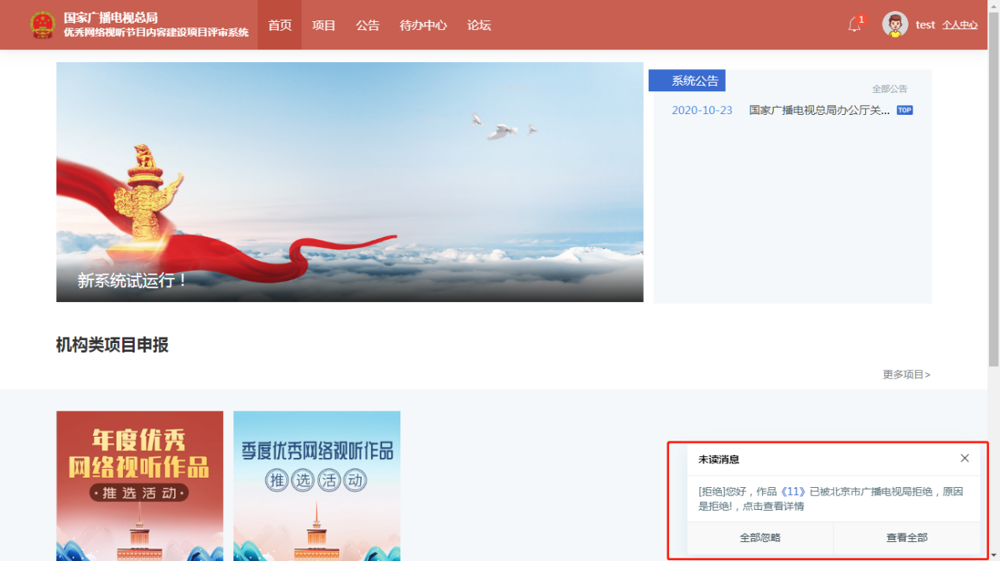 国家广播电视总局
优秀网络视听节目内容建设项目评审系统
首页 项目 公告 待办中心 论坛
1
test 个人中心
新系统试运行！
系统公告
全部公告
2020-10-23 国家广播电视总局办公厅关... TOP
机构类项目申报
更多项目>
年度优秀
网络视听作品
·推选活动·
季度优秀网络视听作品
推选活动
未读消息
[拒绝]您好，作品《11》已被北京市广播电视局拒绝，原因
是拒绝!，点击查看详情
全部忽略 查看全部